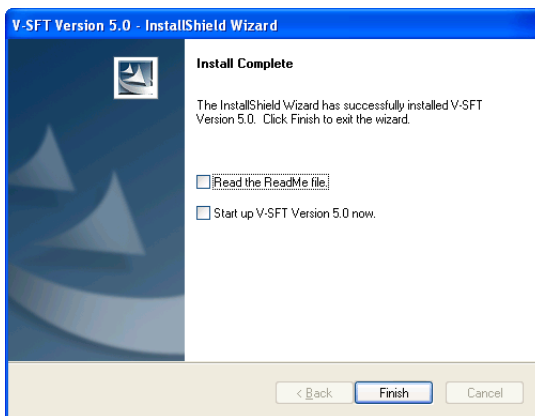 V-SFT Version 5.0 - InstallShield Wizard
Install Complete
The InstallShield Wizard has successfully installed V-SFT
Version 5.0. Click Finish to exit the wizard.
Read the ReadMe file.
Start up V-SFT Version 5.0 now.
< Back Finish Cancel